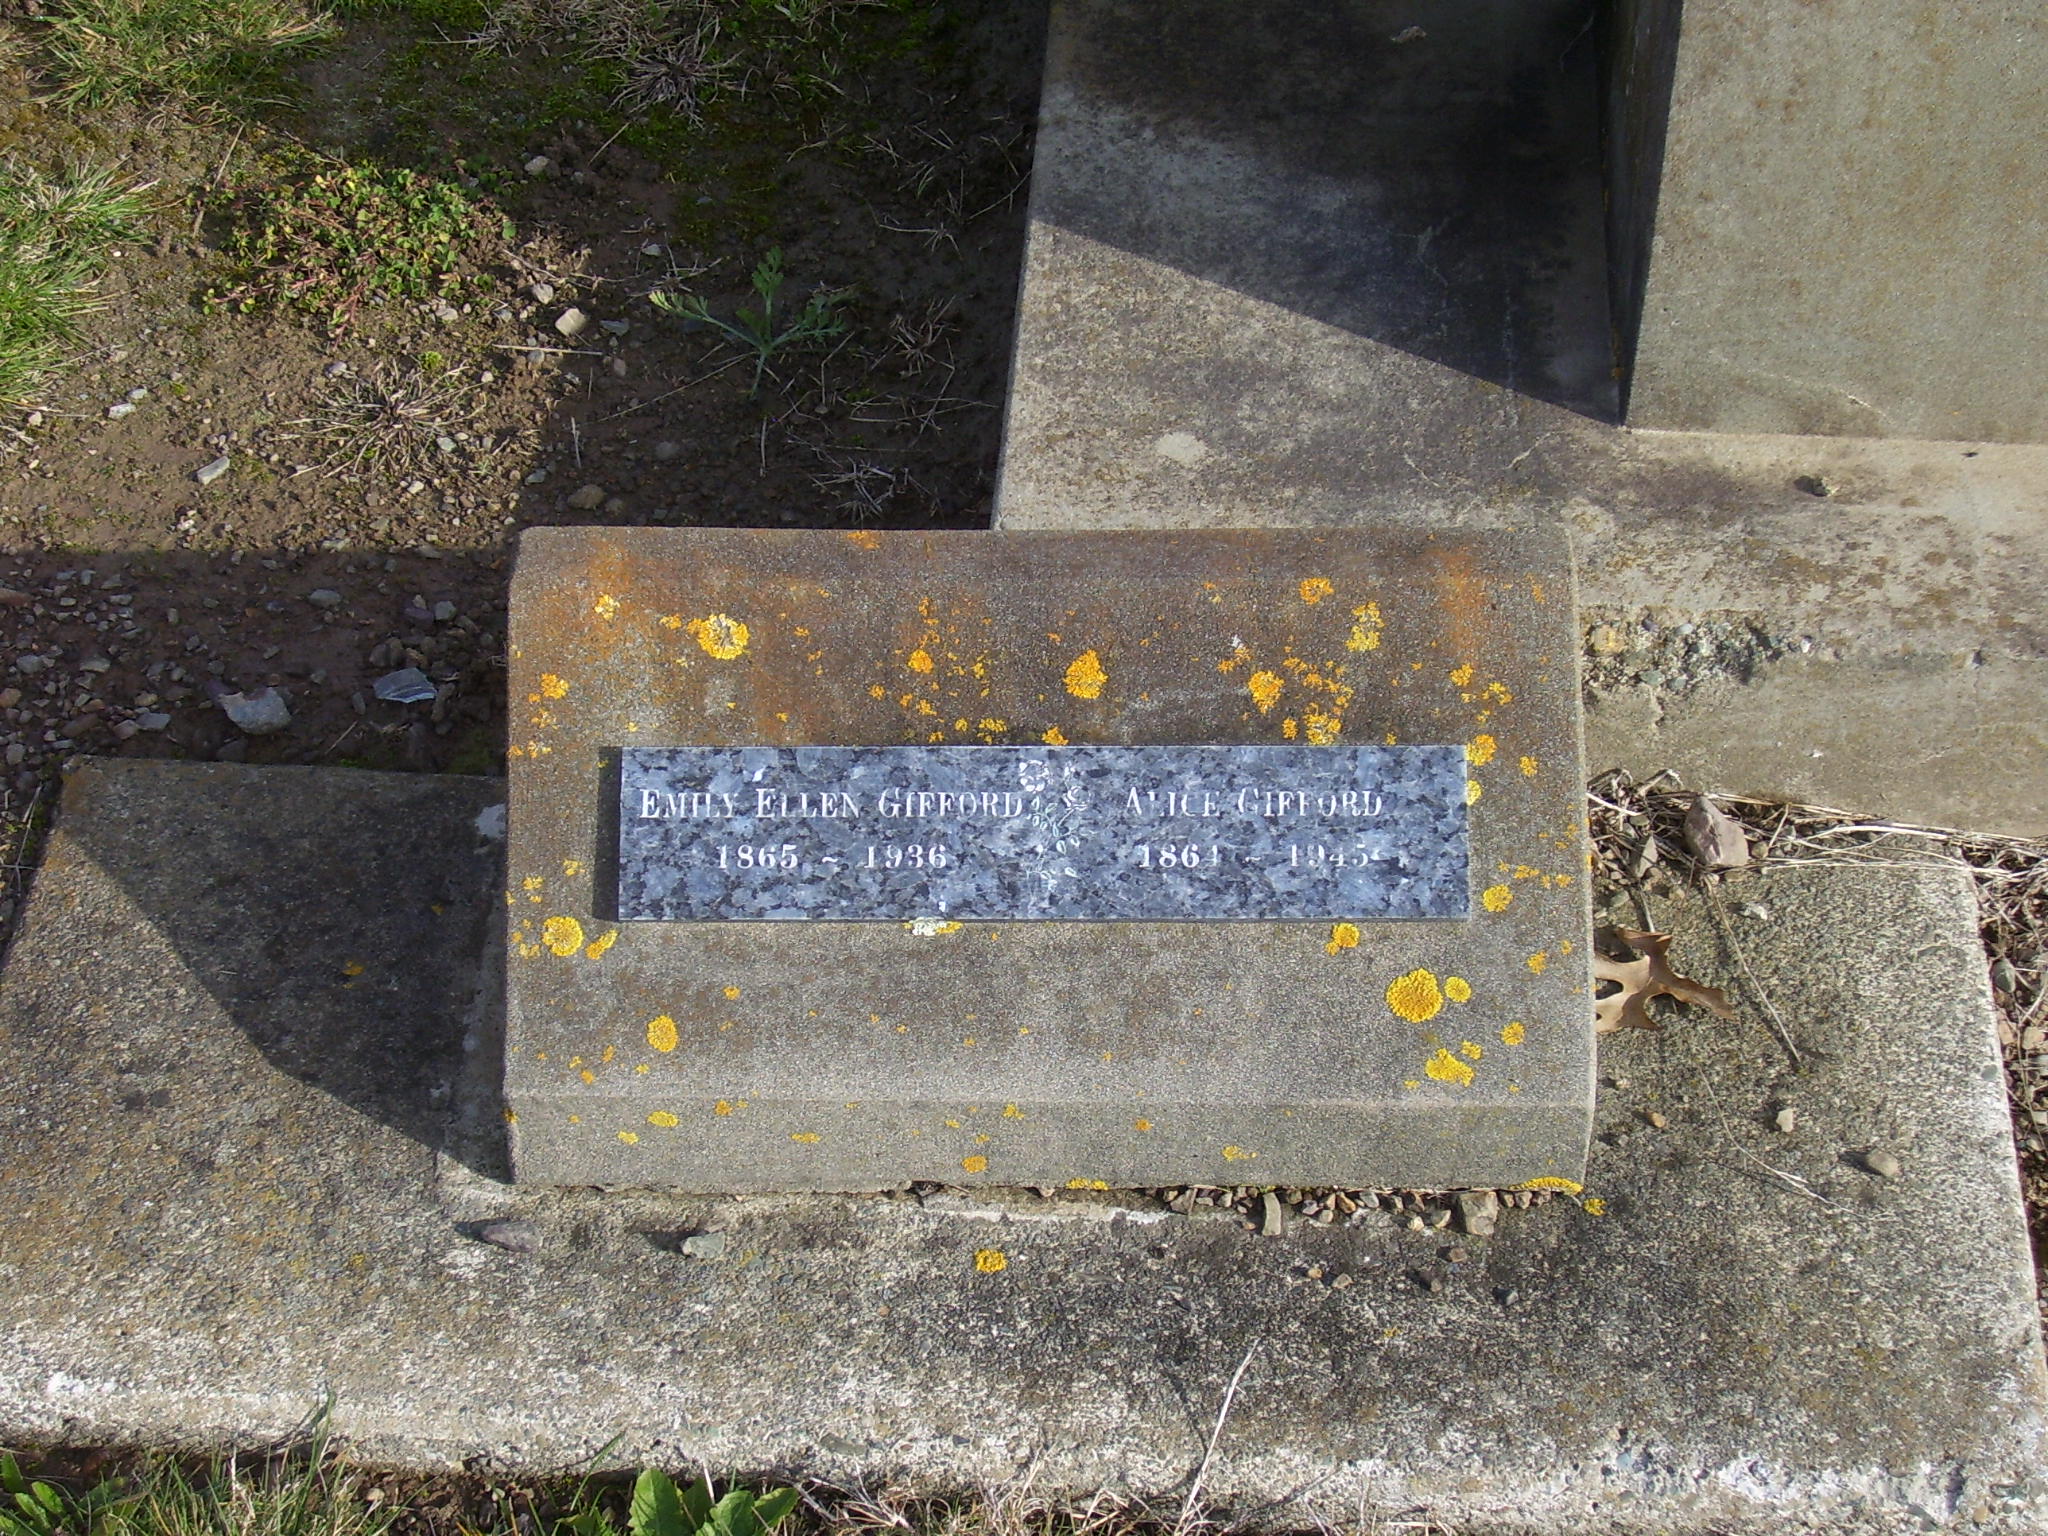 EMILY ELLEN GIFFORD
1865 ~ 1936
ALICE GIFFORD
1864 ~ 1945